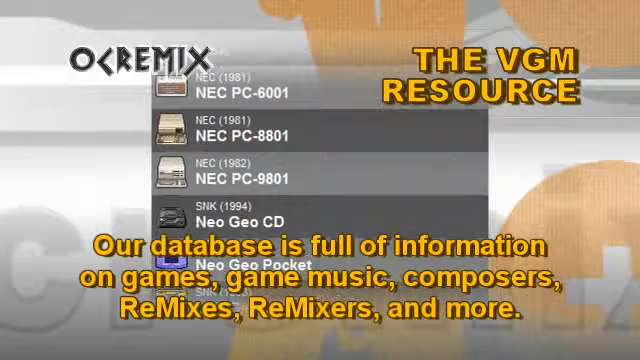 OCREMIX
THE VGM
RESOURCE
NEC (1981)
NEC PC-6001
NEC (1981)
NEC PC-8801
NEC (1982)
NEC PC-9801
SNK (1994)
Neo Geo CD
Neo Geo Pocket
Our database is full of information
on games, game music, composers,
ReMixes, ReMixers, and more.